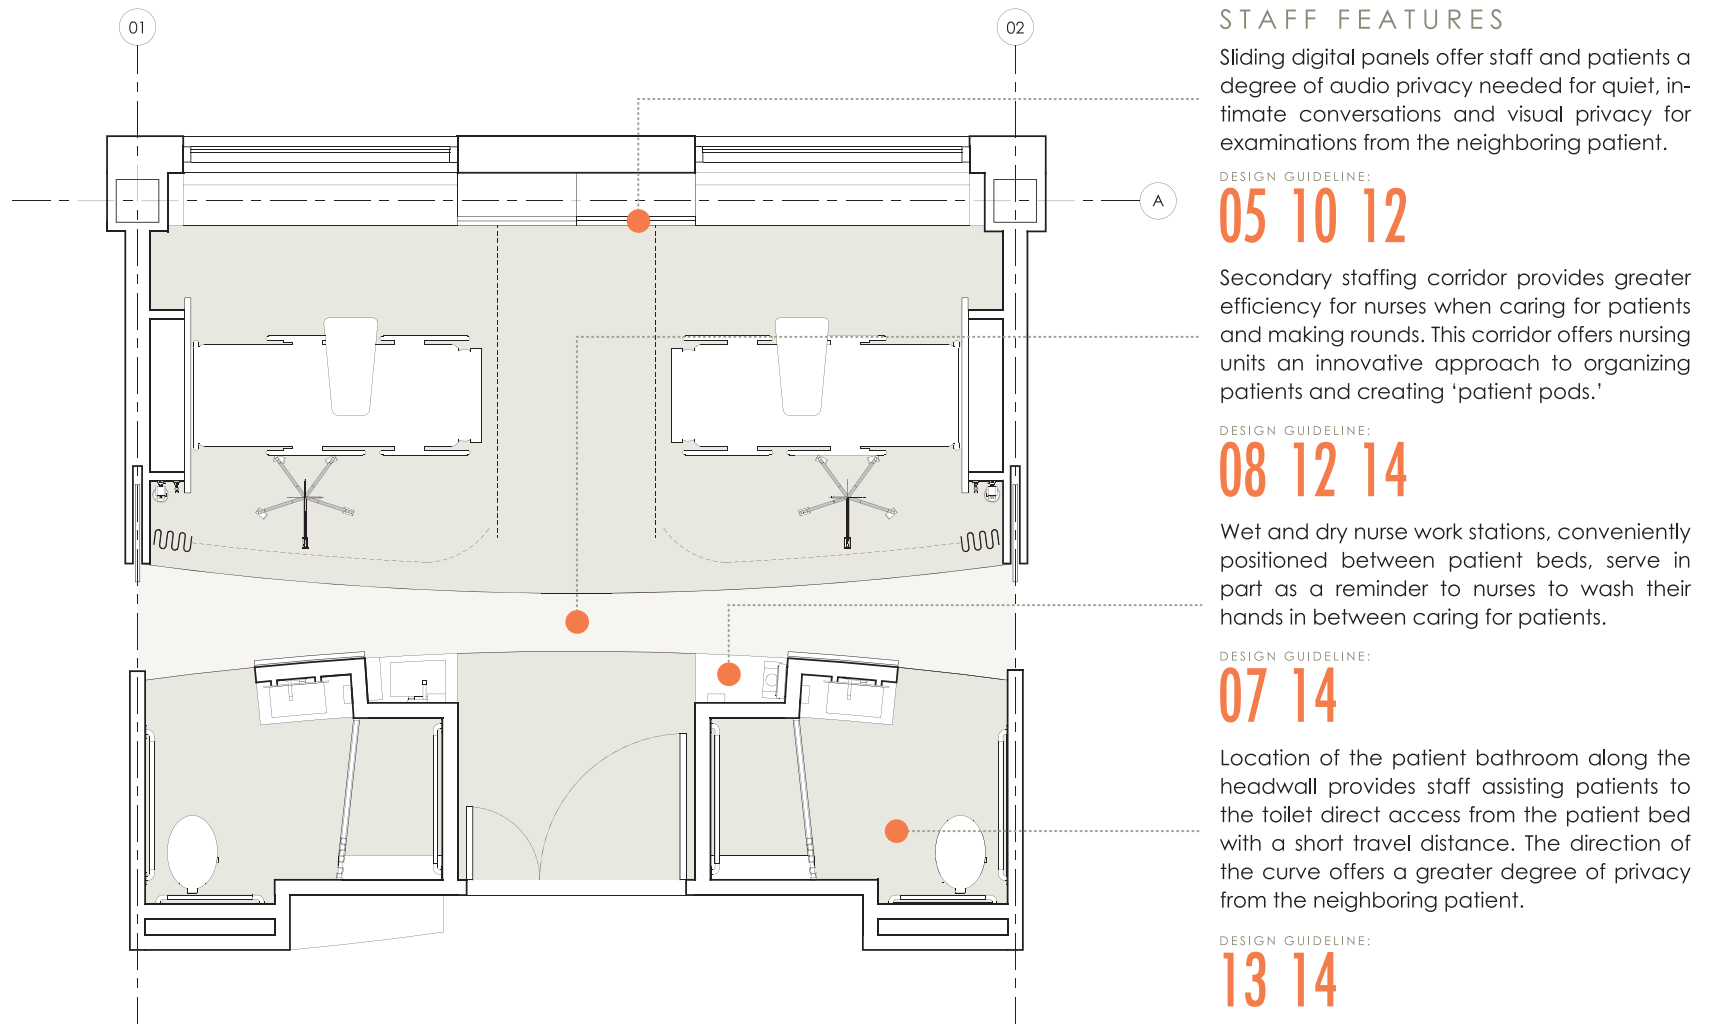 01
02
A
STAFF FEATURES
Sliding digital panels offer staff and patients a
degree of audio privacy needed for quiet, in-
timate conversations and visual privacy for
examinations from the neighboring patient.
DESIGN GUIDELINE:
05 10 12
Secondary staffing corridor provides greater
efficiency for nurses when caring for patients
and making rounds. This corridor offers nursing
units an innovative approach to organizing
patients and creating ‘patient pods.’
DESIGN GUIDELINE:
08 12 14
Wet and dry nurse work stations, conveniently
positioned between patient beds, serve in
part as a reminder to nurses to wash their
hands in between caring for patients.
DESIGN GUIDELINE:
07 14
Location of the patient bathroom along the
headwall provides staff assisting patients to
the toilet direct access from the patient bed
with a short travel distance. The direction of
the curve offers a greater degree of privacy
from the neighboring patient.
DESIGN GUIDELINE:
13 14